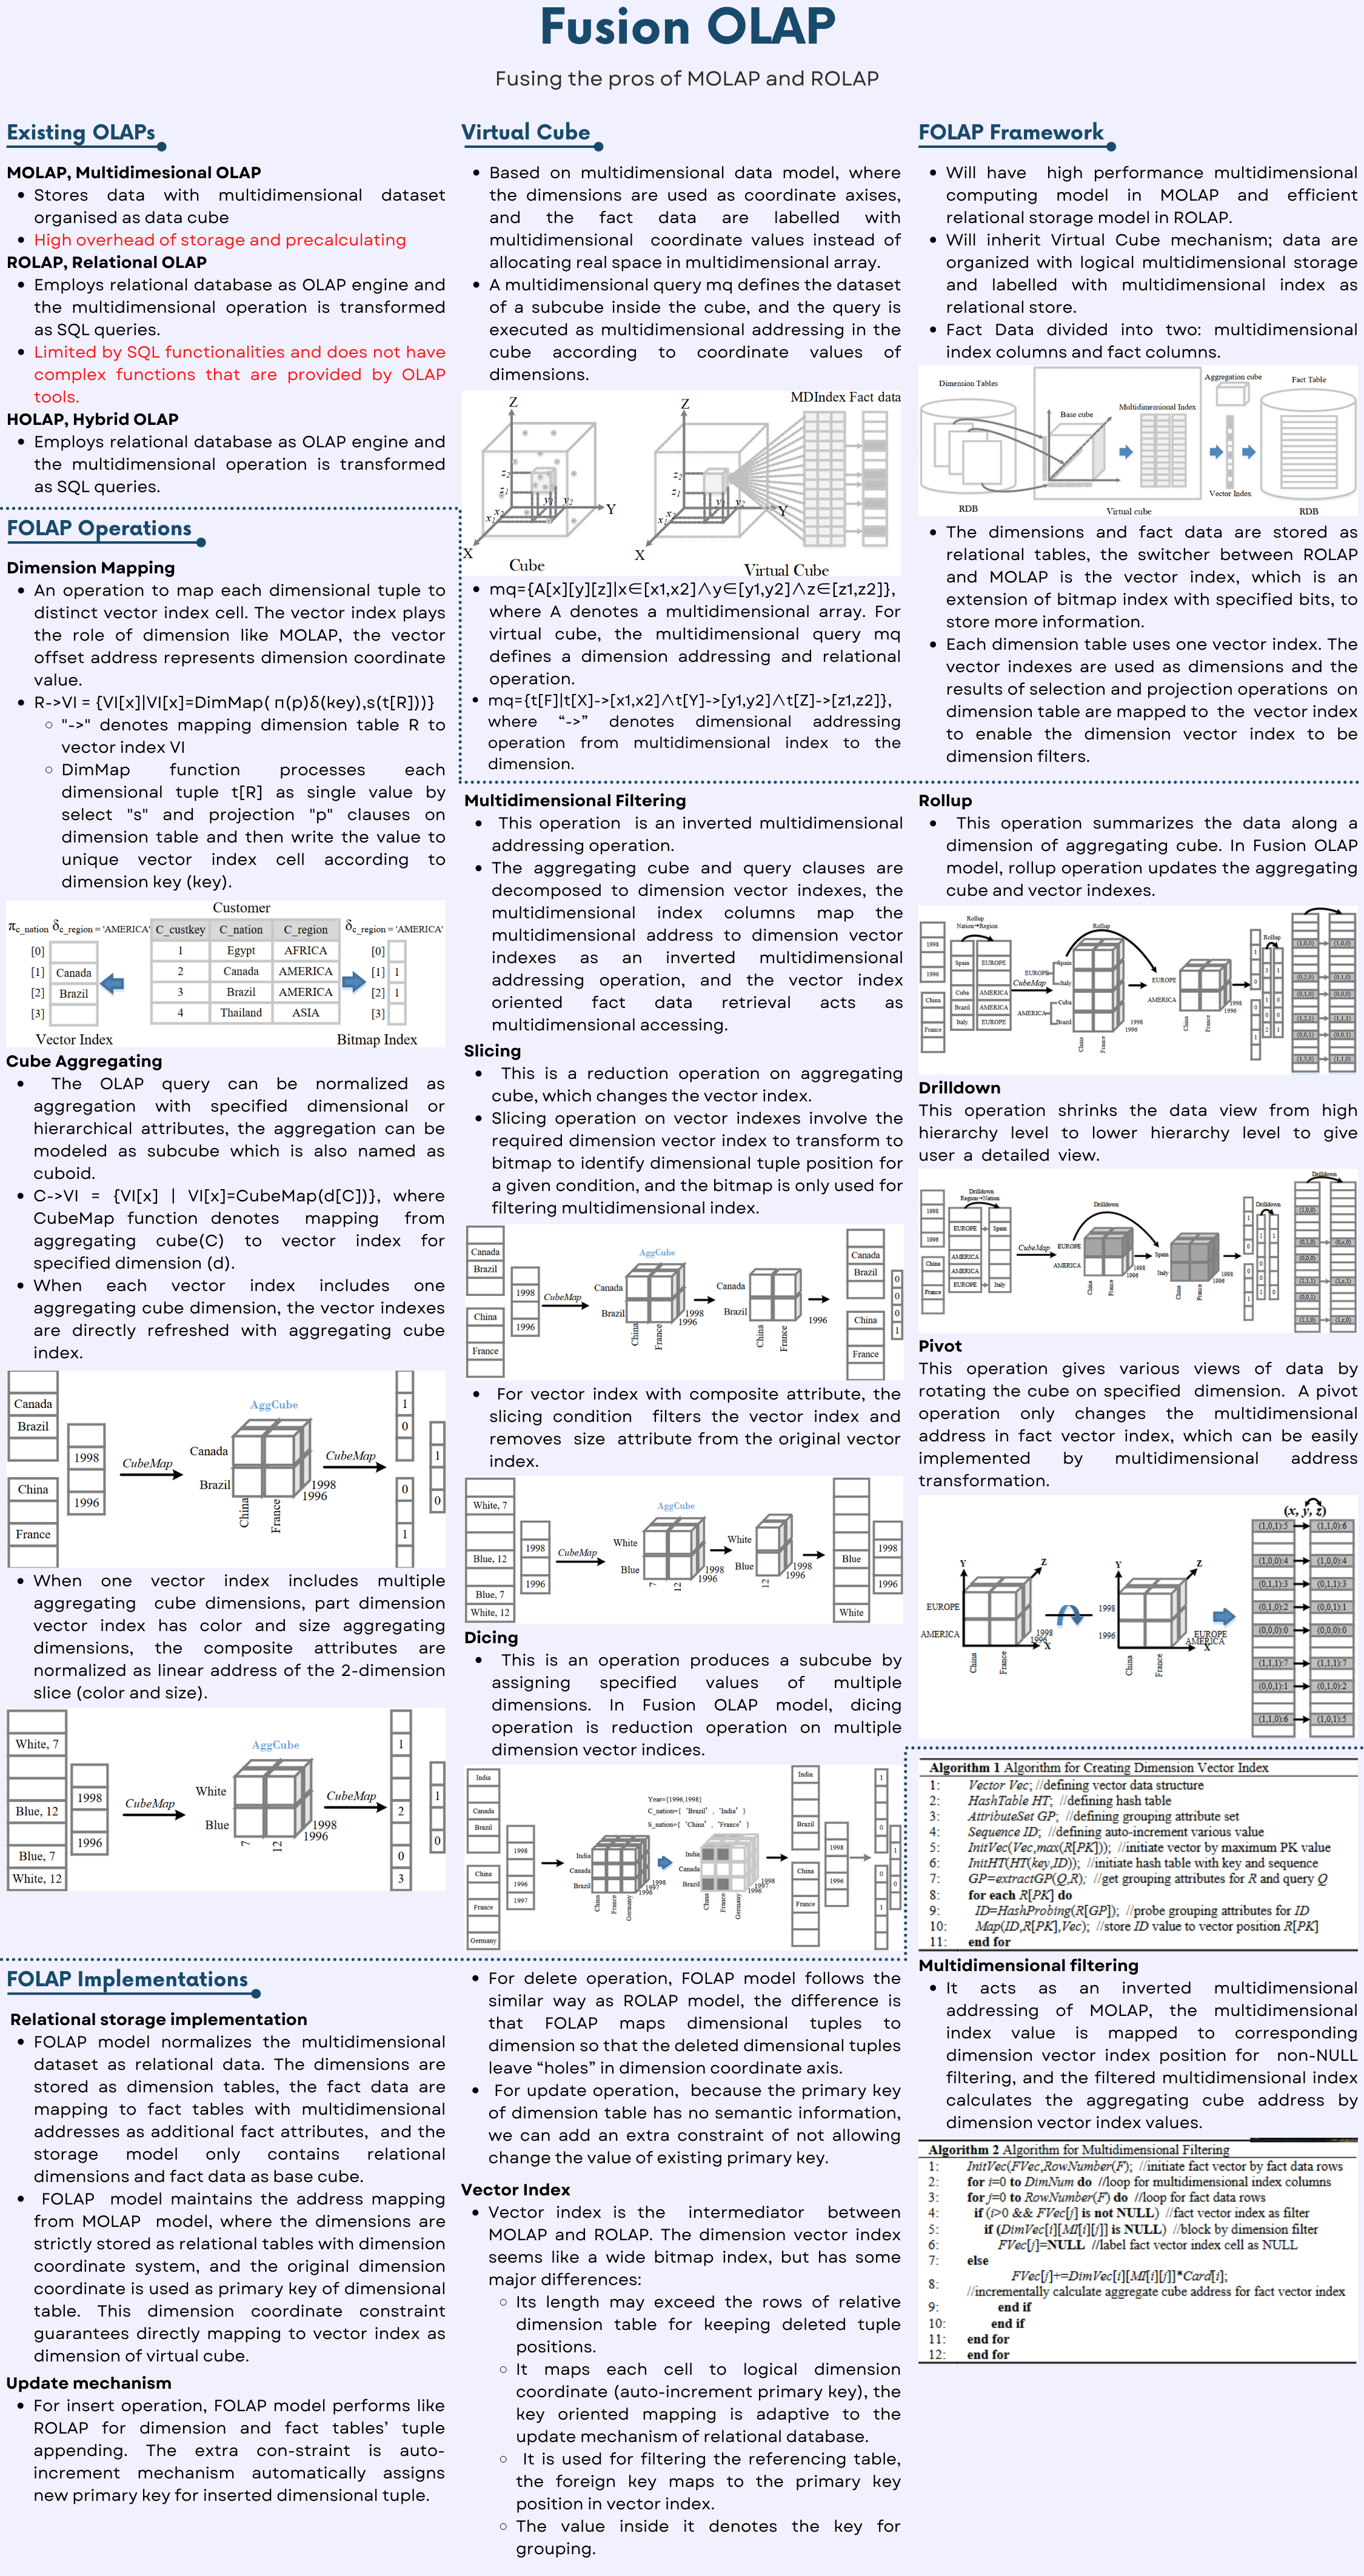 Fusion OLAP
Fusing the pros of MOLAP and ROLAP
Existing OLAPs
MOLAP, Multidimesional OLAP
• Stores data with multidimensional dataset
organised as data cube
• High overhead of storage and precalculating
ROLAP, Relational OLAP
• Employs relational database as OLAP engine and
the multidimensional operation is transformed
as SQL queries.
• Limited by SQL functionalities and does not have
complex functions that are provided by OLAP
tools.
HOLAP, Hybrid OLAP
• Employs relational database as OLAP engine and
the multidimensional operation is transformed
as SQL queries.
Virtual Cube
• Based on multidimensional data model, where
the dimensions are used as coordinate axises,
and the fact data are labelled with
multidimensional coordinate values instead of
allocating real space in multidimensional array.
• A multidimensional query mq defines the dataset
of a subcube inside the cube, and the query is
executed as multidimensional addressing in the
cube according to coordinate values of
dimensions.
MDIndex Fact data
Z
Z
z2
z1
y1 y2
x2
x1
Y
X
Cube
z2
z1
y1 y2
x2
x1
Y
X
Virtual Cube
• mq={A[x][y][z]|x∈[x1,x2]∧y∈[y1,y2]∧z∈[z1,z2]},
where A denotes a multidimensional array. For
virtual cube, the multidimensional query mq
defines a dimension addressing and relational
operation.
• mq={t[F]|t[X]->[x1,x2]∧t[Y]->[y1,y2]∧t[Z]->[z1,z2]},
where “->” denotes dimensional addressing
operation from multidimensional index to the
dimension.
FOLAP Framework
• Will have high performance multidimensional
computing model in MOLAP and efficient
relational storage model in ROLAP.
• Will inherit Virtual Cube mechanism; data are
organized with logical multidimensional storage
and labelled with multidimensional index as
relational store.
• Fact Data divided into two: multidimensional
index columns and fact columns.
Dimension Tables
Aggregation cube
Fact Table
Base cube
Multidimensional Index
Vector Index
RDB
Virtual cube
RDB
• The dimensions and fact data are stored as
relational tables, the switcher between ROLAP
and MOLAP is the vector index, which is an
extension of bitmap index with specified bits, to
store more information.
• Each dimension table uses one vector index. The
vector indexes are used as dimensions and the
results of selection and projection operations on
dimension table are mapped to the vector index
to enable the dimension vector index to be
dimension filters.
FOLAP Operations
Dimension Mapping
• An operation to map each dimensional tuple to
distinct vector index cell. The vector index plays
the role of dimension like MOLAP, the vector
offset address represents dimension coordinate
value.
• R->VI = {VI[x]|VI[x]=DimMap( π(p)δ(key),s(t[R]))}
◦ "->" denotes mapping dimension table R to
vector index VI
◦ DimMap function processes each
dimensional tuple t[R] as single value by
select "s" and projection "p" clauses on
dimension table and then write the value to
unique vector index cell according to
dimension key (key).
Customer
πc_nation δc_region = 'AMERICA' C_custkey C_nation C_region δc_region = 'AMERICA'
[0] 1 Egypt AFRICA [0]
[1] Canada 2 Canada AMERICA [1] 1
[2] Brazil 3 Brazil AMERICA [2] 1
[3] 4 Thailand ASIA [3]
Vector Index Bitmap Index
Cube Aggregating
• The OLAP query can be normalized as
aggregation with specified dimensional or
hierarchical attributes, the aggregation can be
modeled as subcube which is also named as
cuboid.
• C->VI = {VI[x] | VI[x]=CubeMap(d[C])}, where
CubeMap function denotes mapping from
aggregating cube(C) to vector index for
specified dimension (d).
• When each vector index includes one
aggregating cube dimension, the vector indexes
are directly refreshed with aggregating cube
index.
Canada
Brazil
China
France
1998
1996
CubeMap
AggCube
Canada
Brazil
China
France
1998
1996
CubeMap
1
0
0
1
1
0
• When one vector index includes multiple
aggregating cube dimensions, part dimension
vector index has color and size aggregating
dimensions, the composite attributes are
normalized as linear address of the 2-dimension
slice (color and size).
White, 7
Blue, 12
Blue, 7
White, 12
1998
1996
CubeMap
AggCube
White
Blue
7
12
1998
1996
CubeMap
1
2
0
3
1
0
Multidimensional Filtering
• This operation is an inverted multidimensional
addressing operation.
• The aggregating cube and query clauses are
decomposed to dimension vector indexes, the
multidimensional index columns map the
multidimensional address to dimension vector
indexes as an inverted multidimensional
addressing operation, and the vector index
oriented fact data retrieval acts as
multidimensional accessing.
Slicing
• This is a reduction operation on aggregating
cube, which changes the vector index.
• Slicing operation on vector indexes involve the
required dimension vector index to transform to
bitmap to identify dimensional tuple position for
a given condition, and the bitmap is only used for
filtering multidimensional index.
Canada
Brazil
China
France
1998
1996
CubeMap
AggCube
Canada
Brazil
China
France
1998
1996
Canada
Brazil
China
France
1996
Canada
Brazil
China
France
0
0
0
1
• For vector index with composite attribute, the
slicing condition filters the vector index and
removes size attribute from the original vector
index.
White, 7
Blue, 12
Blue, 7
White, 12
1998
1996
CubeMap
AggCube
White
Blue
7
12
1998
1996
White
Blue
12
1998
1996
Blue
White
1998
1996
Dicing
• This is an operation produces a subcube by
assigning specified values of multiple
dimensions. In Fusion OLAP model, dicing
operation is reduction operation on multiple
dimension vector indices.
India
Canada
Brazil
China
France
Germany
1998
1996
1997
Year={1996,1998}
C_nation={ 'Brazil' , 'India' }
S_nation={ 'China' , 'France' }
India
Canada
Brazil
China
France
Germany
1998
1997
1996
India
Canada
Brazil
China
France
Germany
1998
1997
1996
India
Brazil
China
France
1998
1996
1
0
0
1
1
0
Rollup
• This operation summarizes the data along a
dimension of aggregating cube. In Fusion OLAP
model, rollup operation updates the aggregating
cube and vector indexes.
Rollup
Nation→Region
Rollup
Rollup
1998
1996
China
France
Spain EUROPE
Cuba AMERICA
Brazil AMERICA
Italy EUROPE
CubeMap
EUROPE
AMERICA
Spain
Italy
Cuba
Brazil
China
France
1998
1996
EUROPE
AMERICA
China
France
1998
1996
(1,0,0) (1,0,0)
(0,2,0) (0,1,0)
(0,1,0) (0,0,0)
(1,2,1) (1,1,1)
(0,0,1) (0,0,1)
(1,3,0) (1,1,0)
Drilldown
This operation shrinks the data view from high
hierarchy level to lower hierarchy level to give
user a detailed view.
Drilldown
Region→Nation
Drilldown
Drilldown
Drilldown
1998
1996
China
France
EUROPE Spain
AMERICA
AMERICA
EUROPE Italy
CubeMap
EUROPE
AMERICA
China
France
1998
1996
Spain
Italy
China
France
1998
1996
Pivot
This operation gives various views of data by
rotating the cube on specified dimension. A pivot
operation only changes the multidimensional
address in fact vector index, which can be easily
implemented by multidimensional address
transformation.
(x, y, z)
Y
Z
X
EUROPE
AMERICA
China
France
1998
1996
Y
Z
X
1998
1996
China
France
EUROPE
AMERICA
(1,0,1):5 (1,1,0):6
(1,0,0):4 (1,0,0):4
(0,1,1):3 (0,1,1):3
(0,1,0):2 (0,0,1):1
(0,0,0):0 (0,0,0):0
(1,1,1):7 (1,1,1):7
(0,0,1):1 (0,1,0):2
(1,1,0):6 (1,0,1):5
Algorithm 1 Algorithm for Creating Dimension Vector Index
1: Vector Vec; //defining vector data structure
2: HashTable HT; //defining hash table
3: AttributeSet GP; //defining grouping attribute set
4: Sequence ID; //defining auto-increment various value
5: InitVec(Vec,max(R[PK])); //initiate vector by maximum PK value
6: InitHT(HT(key,ID)); //initiate hash table with key and sequence
7: GP=extractGP(Q,R); //get grouping attributes for R and query Q
8: for each R[PK] do
9: ID=HashProbing(R[GP]); //probe grouping attributes for ID
10: Map(ID,R[PK],Vec); //store ID value to vector position R[PK]
11: end for
FOLAP Implementations
Relational storage implementation
• FOLAP model normalizes the multidimensional
dataset as relational data. The dimensions are
stored as dimension tables, the fact data are
mapping to fact tables with multidimensional
addresses as additional fact attributes, and the
storage model only contains relational
dimensions and fact data as base cube.
• FOLAP model maintains the address mapping
from MOLAP model, where the dimensions are
strictly stored as relational tables with dimension
coordinate system, and the original dimension
coordinate is used as primary key of dimensional
table. This dimension coordinate constraint
guarantees directly mapping to vector index as
dimension of virtual cube.
Update mechanism
• For insert operation, FOLAP model performs like
ROLAP for dimension and fact tables’ tuple
appending. The extra con-straint is auto-
increment mechanism automatically assigns
new primary key for inserted dimensional tuple.
• For delete operation, FOLAP model follows the
similar way as ROLAP model, the difference is
that FOLAP maps dimensional tuples to
dimension so that the deleted dimensional tuples
leave “holes” in dimension coordinate axis.
• For update operation, because the primary key
of dimension table has no semantic information,
we can add an extra constraint of not allowing
change the value of existing primary key.
Vector Index
• Vector index is the intermediator between
MOLAP and ROLAP. The dimension vector index
seems like a wide bitmap index, but has some
major differences:
◦ Its length may exceed the rows of relative
dimension table for keeping deleted tuple
positions.
◦ It maps each cell to logical dimension
coordinate (auto-increment primary key), the
key oriented mapping is adaptive to the
update mechanism of relational database.
◦ It is used for filtering the referencing table,
the foreign key maps to the primary key
position in vector index.
◦ The value inside it denotes the key for
grouping.
Multidimensional filtering
• It acts as an inverted multidimensional
addressing of MOLAP, the multidimensional
index value is mapped to corresponding
dimension vector index position for non-NULL
filtering, and the filtered multidimensional index
calculates the aggregating cube address by
dimension vector index values.
Algorithm 2 Algorithm for Multidimensional Filtering
1: InitVec(FVec,RowNumber(F); //initiate fact vector by fact data rows
2: for i=0 to DimNum do //loop for multidimensional index columns
3: for j=0 to RowNumber(F) do //loop for fact data rows
4: if (i>0 && FVec[j] is not NULL) //fact vector index as filter
5: if (DimVec[i][MI[i][j]] is NULL) //block by dimension filter
6: FVec[j]=NULL //label fact vector index cell as NULL
7: else
8: FVec[j]+=DimVec[i][MI[i][j]]*Card[i];
//incrementally calculate aggregate cube address for fact vector index
9: end if
10: end if
11: end for
12: end for